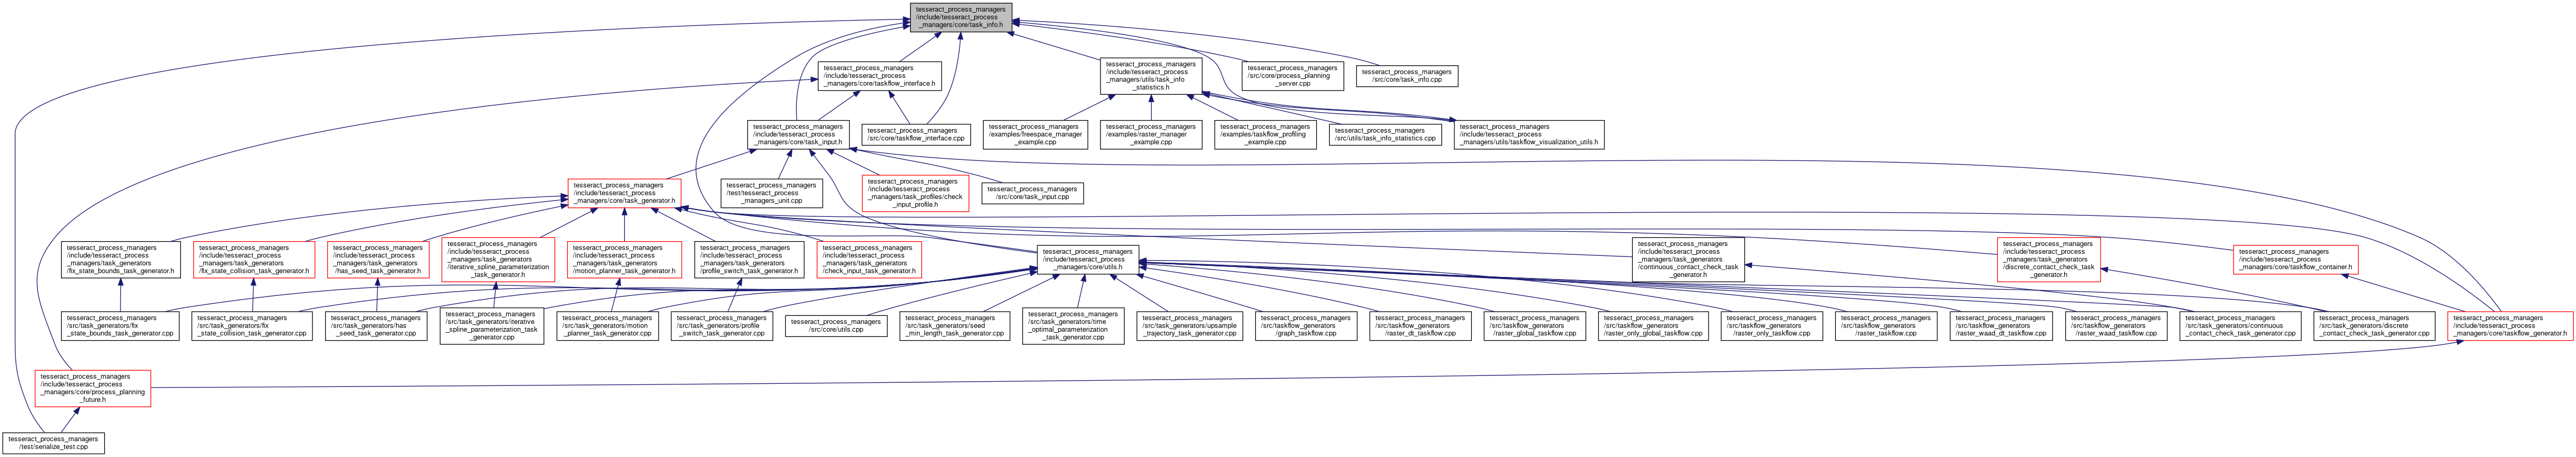 tesseract_process_managers
/include/tesseract_process
_managers/core/task_info.h
tesseract_process_managers
/include/tesseract_process
_managers/core/taskflow_interface.h
tesseract_process_managers
/include/tesseract_process
_managers/utils/task_info
_statistics.h
tesseract_process_managers
/src/core/process_planning
_server.cpp
tesseract_process_managers
/src/core/task_info.cpp
tesseract_process_managers
/include/tesseract_process
_managers/core/task_input.h
tesseract_process_managers
/src/core/taskflow_interface.cpp
tesseract_process_managers
/examples/freespace_manager
_example.cpp
tesseract_process_managers
/examples/raster_manager
_example.cpp
tesseract_process_managers
/examples/taskflow_profiling
_example.cpp
tesseract_process_managers
/src/utils/task_info_statistics.cpp
tesseract_process_managers
/include/tesseract_process
_managers/utils/taskflow_visualization_utils.h
tesseract_process_managers
/include/tesseract_process
_managers/core/task_generator.h
tesseract_process_managers
/test/tesseract_process
_managers_unit.cpp
tesseract_process_managers
/include/tesseract_process
_managers/task_profiles/check
_input_profile.h
tesseract_process_managers
/src/core/task_input.cpp
tesseract_process_managers
/include/tesseract_process
_managers/task_generators
/fix_state_bounds_task_generator.h
tesseract_process_managers
/include/tesseract_process
_managers/task_generators
/fix_state_collision_task_generator.h
tesseract_process_managers
/include/tesseract_process
_managers/task_generators
/has_seed_task_generator.h
tesseract_process_managers
/include/tesseract_process
_managers/task_generators
/iterative_spline_parameterization
_task_generator.h
tesseract_process_managers
/include/tesseract_process
_managers/task_generators
/motion_planner_task_generator.h
tesseract_process_managers
/include/tesseract_process
_managers/task_generators
/profile_switch_task_generator.h
tesseract_process_managers
/include/tesseract_process
_managers/task_generators
/check_input_task_generator.h
tesseract_process_managers
/include/tesseract_process
_managers/core/utils.h
tesseract_process_managers
/include/tesseract_process
_managers/task_generators
/continuous_contact_check_task
_generator.h
tesseract_process_managers
/include/tesseract_process
_managers/task_generators
/discrete_contact_check_task
_generator.h
tesseract_process_managers
/include/tesseract_process
_managers/core/taskflow_container.h
tesseract_process_managers
/src/task_generators/fix
_state_bounds_task_generator.cpp
tesseract_process_managers
/src/task_generators/fix
_state_collision_task_generator.cpp
tesseract_process_managers
/src/task_generators/has
_seed_task_generator.cpp
tesseract_process_managers
/src/task_generators/iterative
_spline_parameterization_task
_generator.cpp
tesseract_process_managers
/src/task_generators/motion
_planner_task_generator.cpp
tesseract_process_managers
/src/task_generators/profile
_switch_task_generator.cpp
tesseract_process_managers
/src/core/utils.cpp
tesseract_process_managers
/src/task_generators/seed
_min_length_task_generator.cpp
tesseract_process_managers
/src/task_generators/time
_optimal_parameterization
_task_generator.cpp
tesseract_process_managers
/src/task_generators/upsample
_trajectory_task_generator.cpp
tesseract_process_managers
/src/taskflow_generators
/graph_taskflow.cpp
tesseract_process_managers
/src/taskflow_generators
/raster_dt_taskflow.cpp
tesseract_process_managers
/src/taskflow_generators
/raster_global_taskflow.cpp
tesseract_process_managers
/src/taskflow_generators
/raster_only_global_taskflow.cpp
tesseract_process_managers
/src/taskflow_generators
/raster_only_taskflow.cpp
tesseract_process_managers
/src/taskflow_generators
/raster_taskflow.cpp
tesseract_process_managers
/src/taskflow_generators
/raster_waad_dt_taskflow.cpp
tesseract_process_managers
/src/taskflow_generators
/raster_waad_taskflow.cpp
tesseract_process_managers
/src/task_generators/continuous
_contact_check_task_generator.cpp
tesseract_process_managers
/src/task_generators/discrete
_contact_check_task_generator.cpp
tesseract_process_managers
/include/tesseract_process
_managers/core/taskflow_generator.h
tesseract_process_managers
/include/tesseract_process
_managers/core/process_planning
_future.h
tesseract_process_managers
/test/serialize_test.cpp